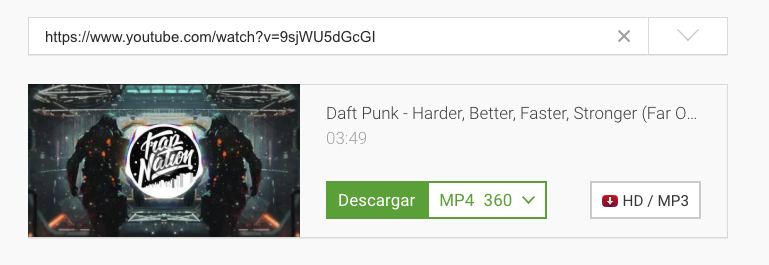 https://www.youtube.com/watch?v=9sjWU5dGcGI
Daft Punk - Harder, Better, Faster, Stronger (Far O...
03:49
trap
Nation
Descargar MP4 360 HD / MP3